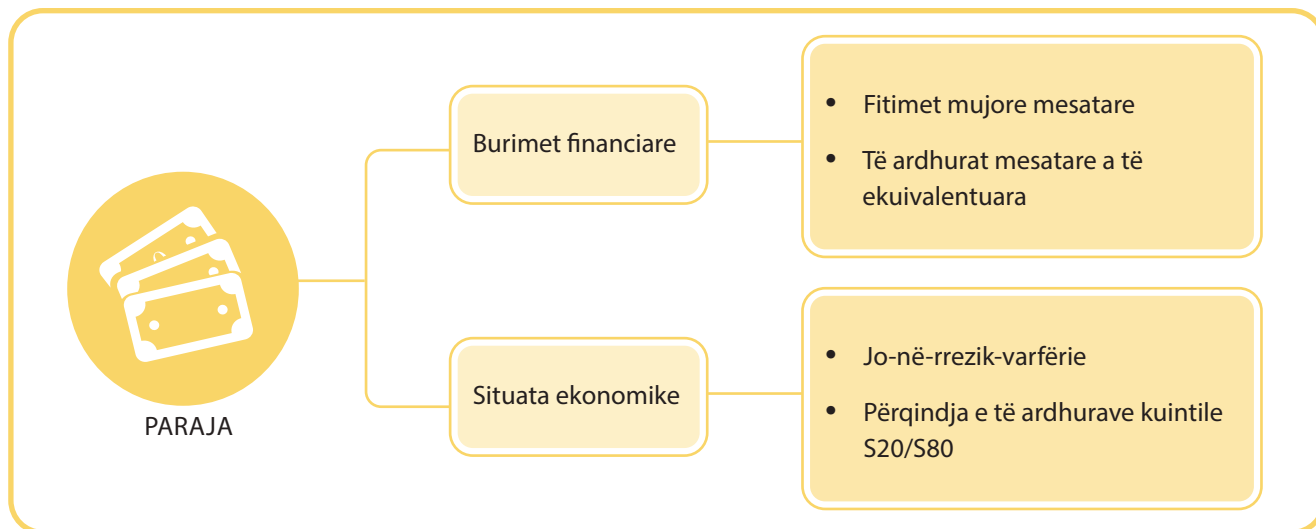 PARAJA
Burimet financiare
• Fitimet mujore mesatare
• Të ardhurat mesatare a të
ekuivalentuara
Situata ekonomike
• Jo-në-rrezik-varfërie
• Përqindja e të ardhurave kuintile
S20/S80